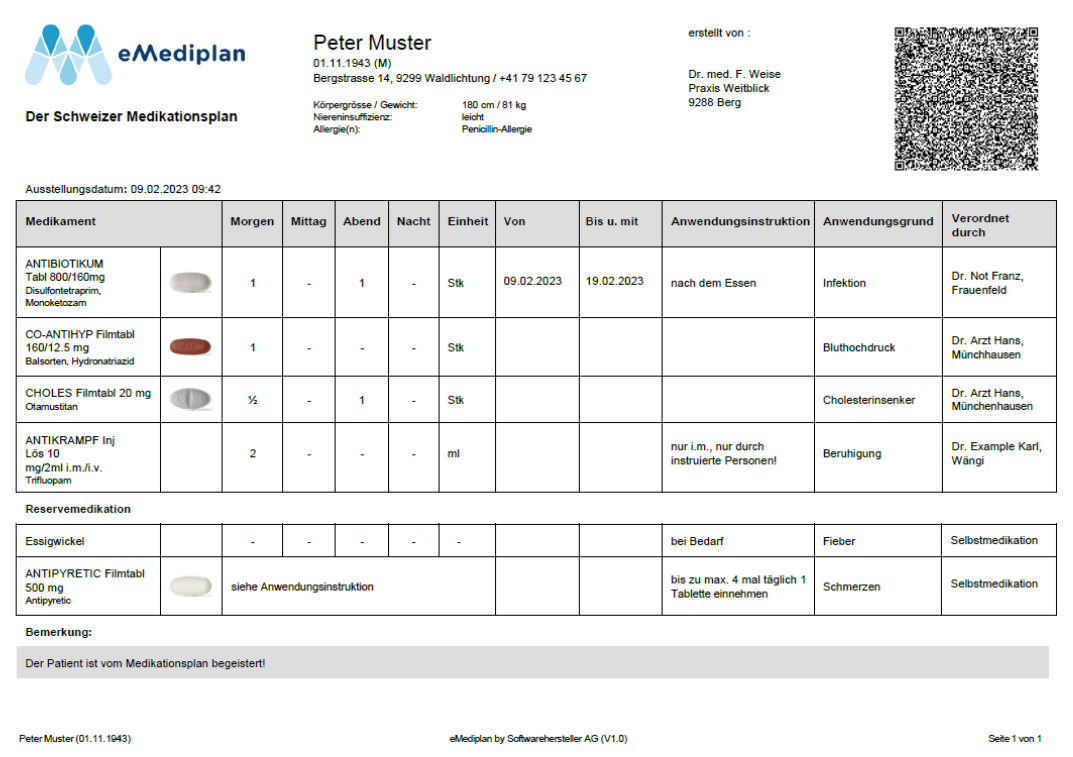 eMediplan
Der Schweizer Medikationsplan
Peter Muster
01.11.1943 (M)
Bergstrasse 14, 9299 Waldlichtung / +41 79 123 45 67
Körpergrösse / Gewicht: 180 cm / 81 kg
Niereninsuffizienz: leicht
Allergie(n): Penicillin-Allergie
erstellt von :
Dr. med. F. Weise
Praxis Weitblick
9288 Berg
Ausstellungsdatum: 09.02.2023 09:42
Medikament Morgen Mittag Abend Nacht Einheit Von Bis u. mit Anwendungsinstruktion Anwendungsgrund Verordnet durch
ANTIBIOTIKUM
Tabl 800/160mg
Disulfontetraprim,
Monoketozam
1 - 1 - Stk 09.02.2023 19.02.2023 nach dem Essen Infektion
Dr. Not Franz,
Frauenfeld
CO-ANTIHYP Filmtabl
160/12.5 mg
Balsorten, Hydronatriazid
1 - - - Stk Bluthochdruck
Dr. Arzt Hans,
Münchhausen
CHOLES Filmtabl 20 mg
Otamustitan
½ - 1 - Stk Cholesterinsenker
Dr. Arzt Hans,
Münchenhausen
ANTIKRAMPF Inj
Lös 10
mg/2ml i.m./i.v.
Trifluopam
2 - - - ml
nur i.m., nur durch
instruierte Personen!
Beruhigung
Dr. Example Karl,
Wängi
Reservemedikation
Essigwickel - - - - - bei Bedarf Fieber Selbstmedikation
ANTIPYRETIC Filmtabl
500 mg
Antipyretic
siehe Anwendungsinstruktion
bis zu max. 4 mal täglich 1
Tablette einnehmen
Schmerzen
Selbstmedikation
Bemerkung:
Der Patient ist vom Medikationsplan begeistert!
Peter Muster (01.11.1943) eMediplan by Softwarehersteller AG (V1.0) Seite 1 von 1